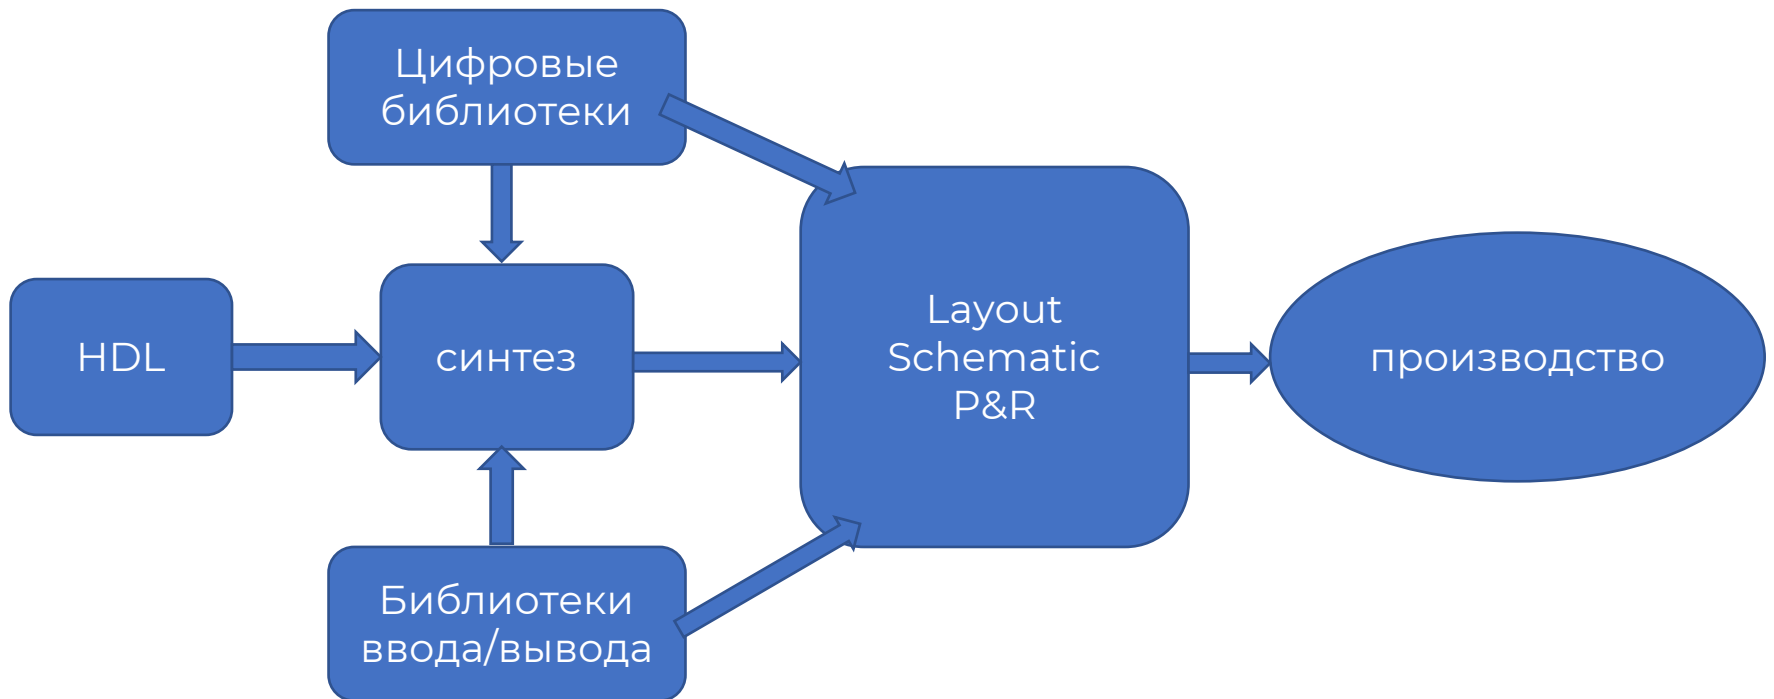 Цифровые
библиотеки
HDL
синтез
Layout
Schematic
P&R
производство
Библиотеки
ввода/вывода